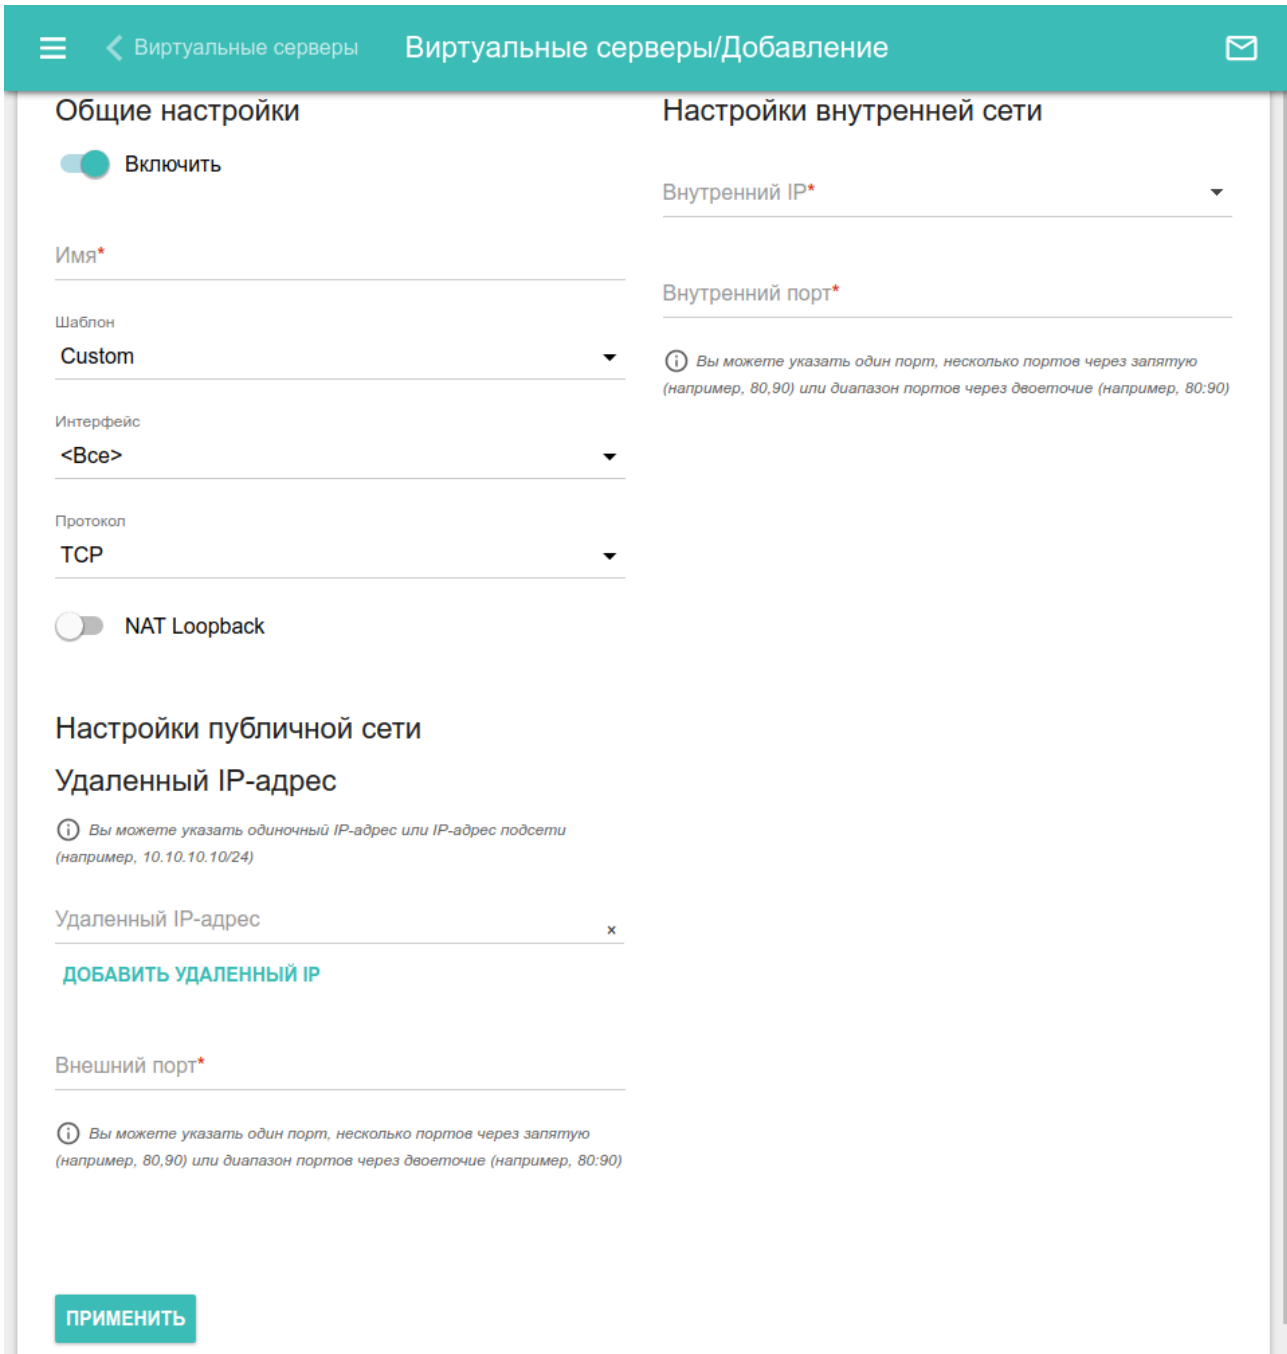 Виртуальные серверы
Виртуальные серверы/Добавление
Общие настройки
Включить
Имя*
Шаблон
Custom
Интерфейс
<Все>
Протокол
TCP
NAT Loopback
Настройки публичной сети
Удаленный IP-адрес
Вы можете указать одиночный IP-адрес или IP-адрес подсети
(например, 10.10.10.10/24)
Удаленный IP-адрес
ДОБАВИТЬ УДАЛЕННЫЙ IP
Внешний порт*
Вы можете указать один порт, несколько портов через запятую
(например, 80,90) или диапазон портов через двоеточие (например, 80:90)
ПРИМЕНИТЬ
Настройки внутренней сети
Внутренний IP*
Внутренний порт*
Вы можете указать один порт, несколько портов через запятую
(например, 80,90) или диапазон портов через двоеточие (например, 80:90)